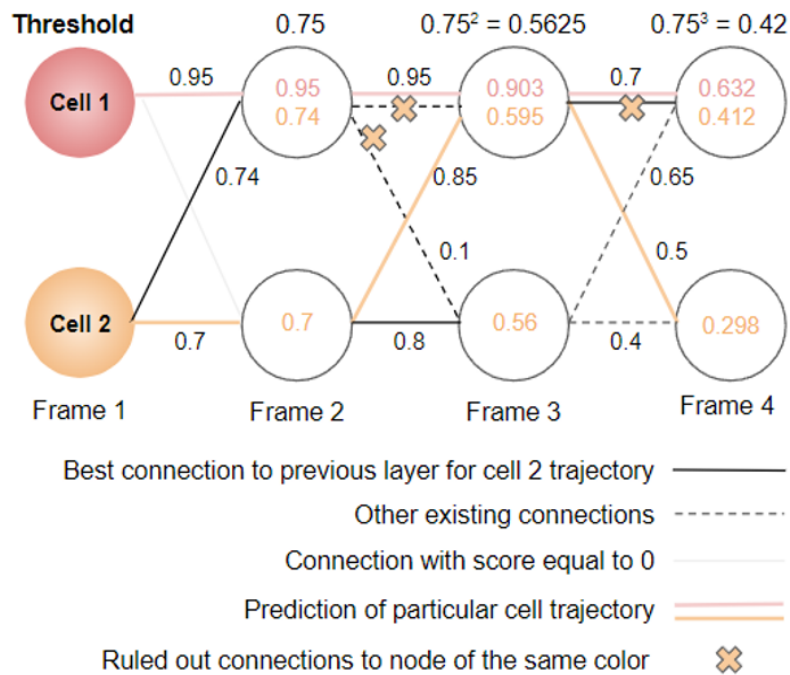 Threshold 0.75 0.75² = 0.5625 0.75³ = 0.42
0.95 0.95 0.7
Cell 1 0.95 0.903 0.632
0.74 0.595 0.412
0.74 0.85 0.65
0.1 0.5
Cell 2 0.7 0.56 0.298
0.7 0.8 0.4
Frame 1 Frame 2 Frame 3 Frame 4
Best connection to previous layer for cell 2 trajectory
Other existing connections
Connection with score equal to 0
Prediction of particular cell trajectory
Ruled out connections to node of the same color